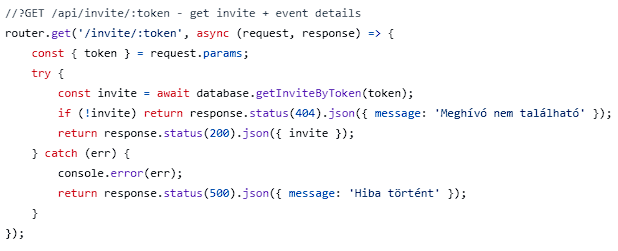 //?GET /api/invite/:token - get invite + event details
router.get('/invite/:token', async (request, response) => {
    const { token } = request.params;
    try {
        const invite = await database.getInviteByToken(token);
        if (!invite) return response.status(404).json({ message: 'Meghívó nem található' });
        return response.status(200).json({ invite });
    } catch (err) {
        console.error(err);
        return response.status(500).json({ message: 'Hiba történt' });
    }
});